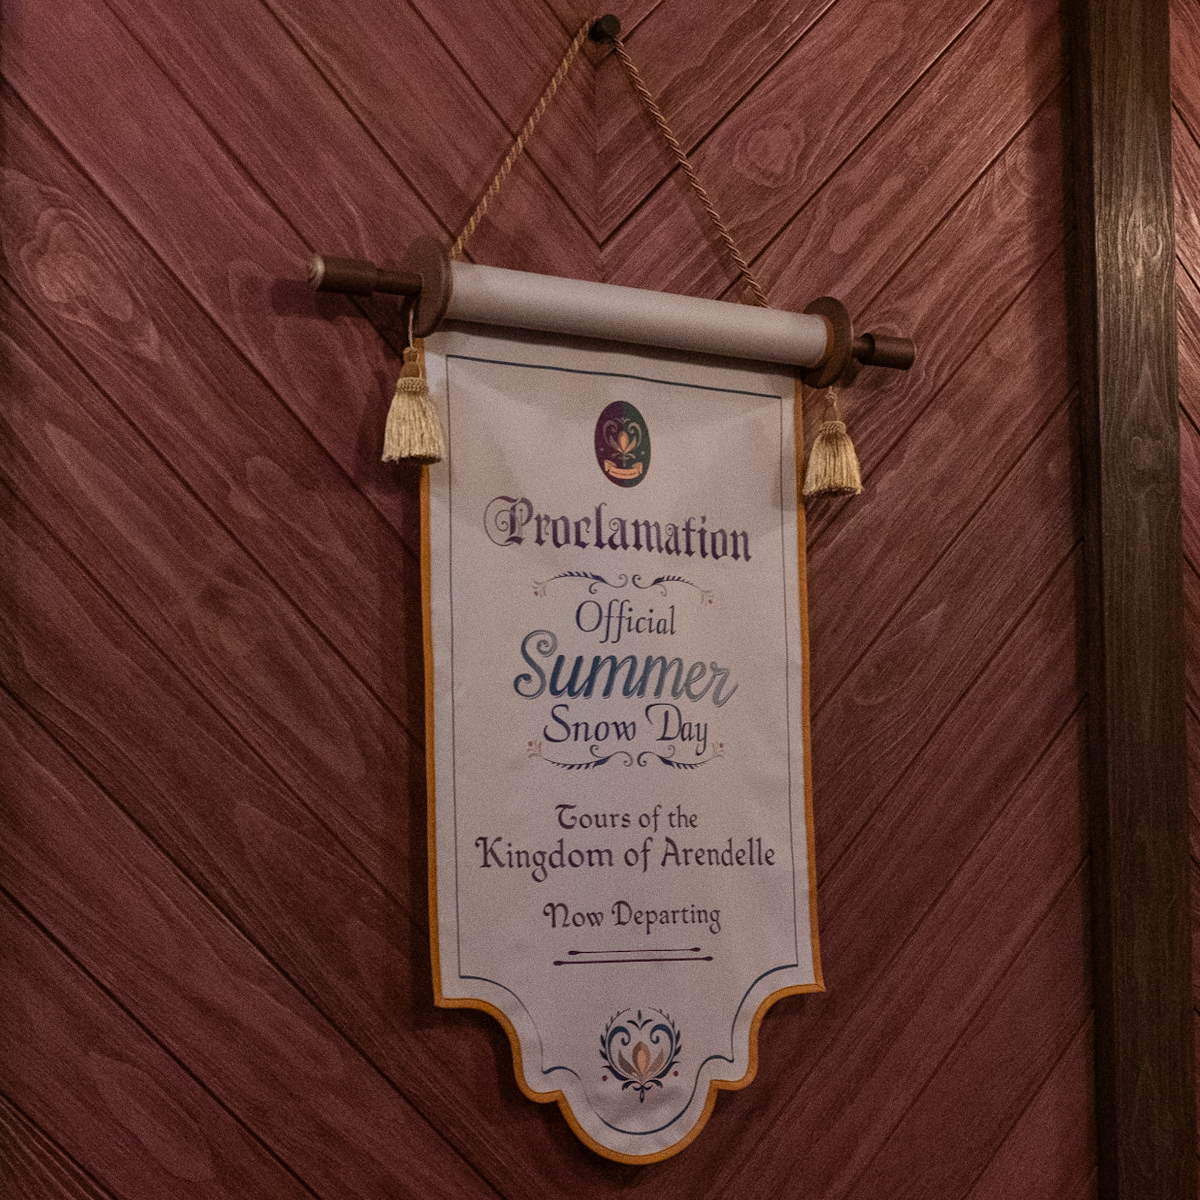 Proclamation
Official
Summer
Snow Day
Tours of the
Kingdom of Arendelle
Now Departing